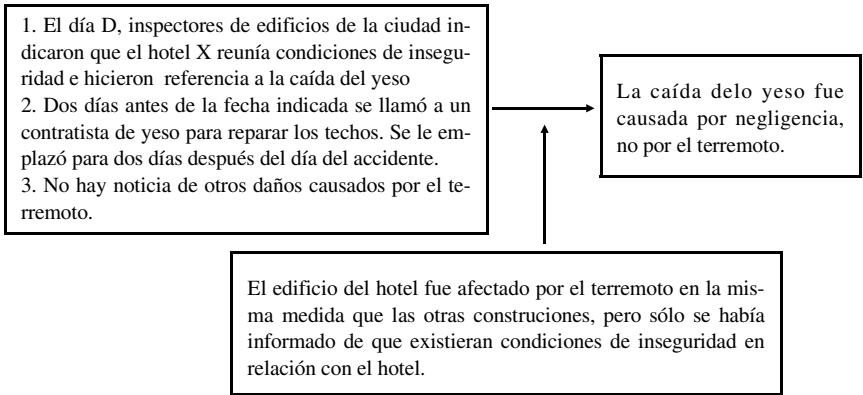 1. El día D, inspectores de edificios de la ciudad in-
dicaron que el hotel X reunía condiciones de insegu-
ridad e hicieron referencia a la caída del yeso
2. Dos días antes de la fecha indicada se llamó a un
contratista de yeso para reparar los techos. Se le em-
plazó para dos días después del día del accidente.
3. No hay noticia de otros daños causados por el te-
rremoto.
La caída delo yeso fue
causada por negligencia,
no por el terremoto.
El edificio del hotel fue afectado por el terremoto en la mis-
ma medida que las otras construciones, pero sólo se había
informado de que existieran condiciones de inseguridad en
relación con el hotel.